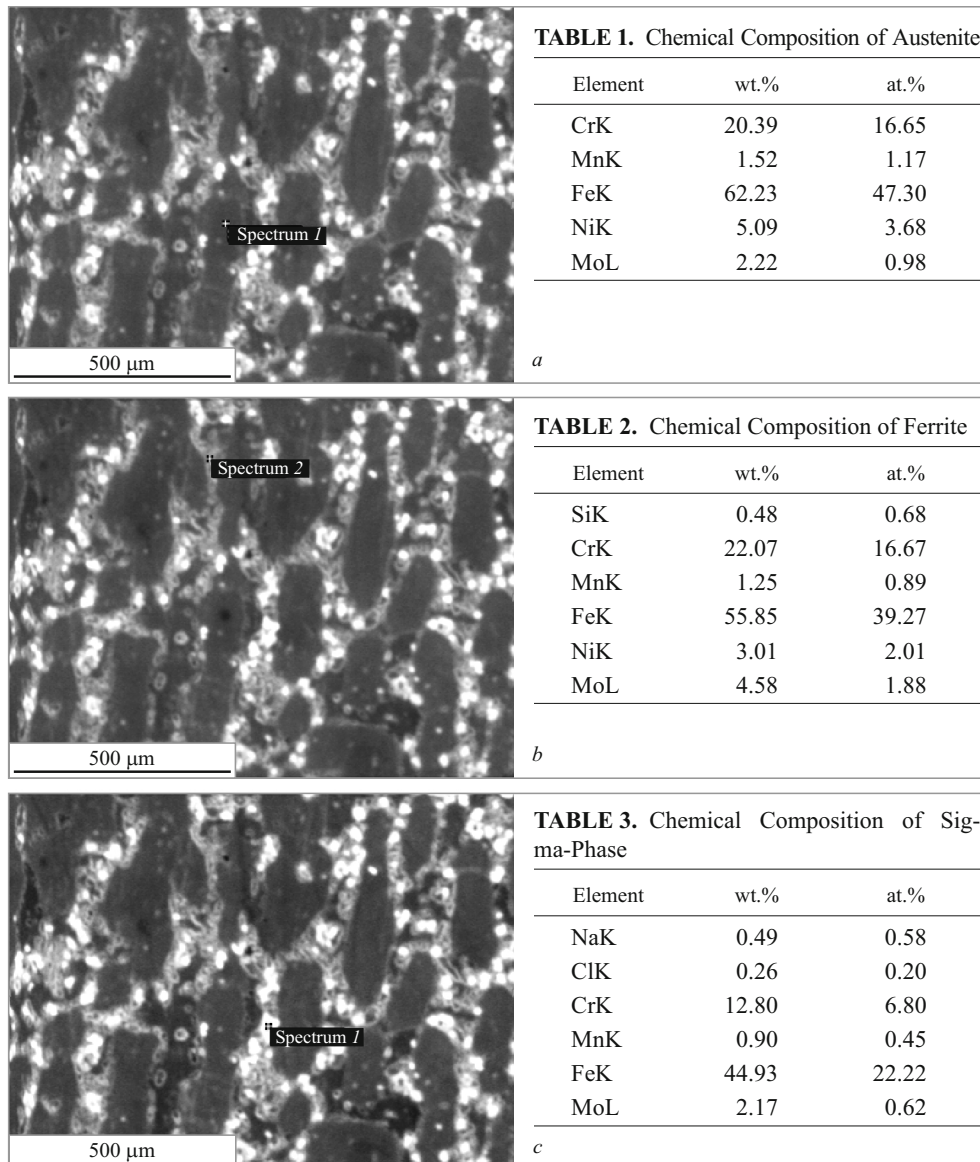 TABLE 1. Chemical Composition of Austenite
Element wt.% at.%
CrK 20.39 16.65
MnK 1.52 1.17
FeK 62.23 47.30
NiK 5.09 3.68
MoL 2.22 0.98
Spectrum 1
500 μm
a
TABLE 2. Chemical Composition of Ferrite
Element wt.% at.%
SiK 0.48 0.68
CrK 22.07 16.67
MnK 1.25 0.89
FeK 55.85 39.27
NiK 3.01 2.01
MoL 4.58 1.88
Spectrum 2
500 μm
b
TABLE 3. Chemical Composition of Sig-
ma-Phase
Element wt.% at.%
NaK 0.49 0.58
ClK 0.26 0.20
CrK 12.80 6.80
MnK 0.90 0.45
FeK 44.93 22.22
MoL 2.17 0.62
Spectrum 1
500 μm
c